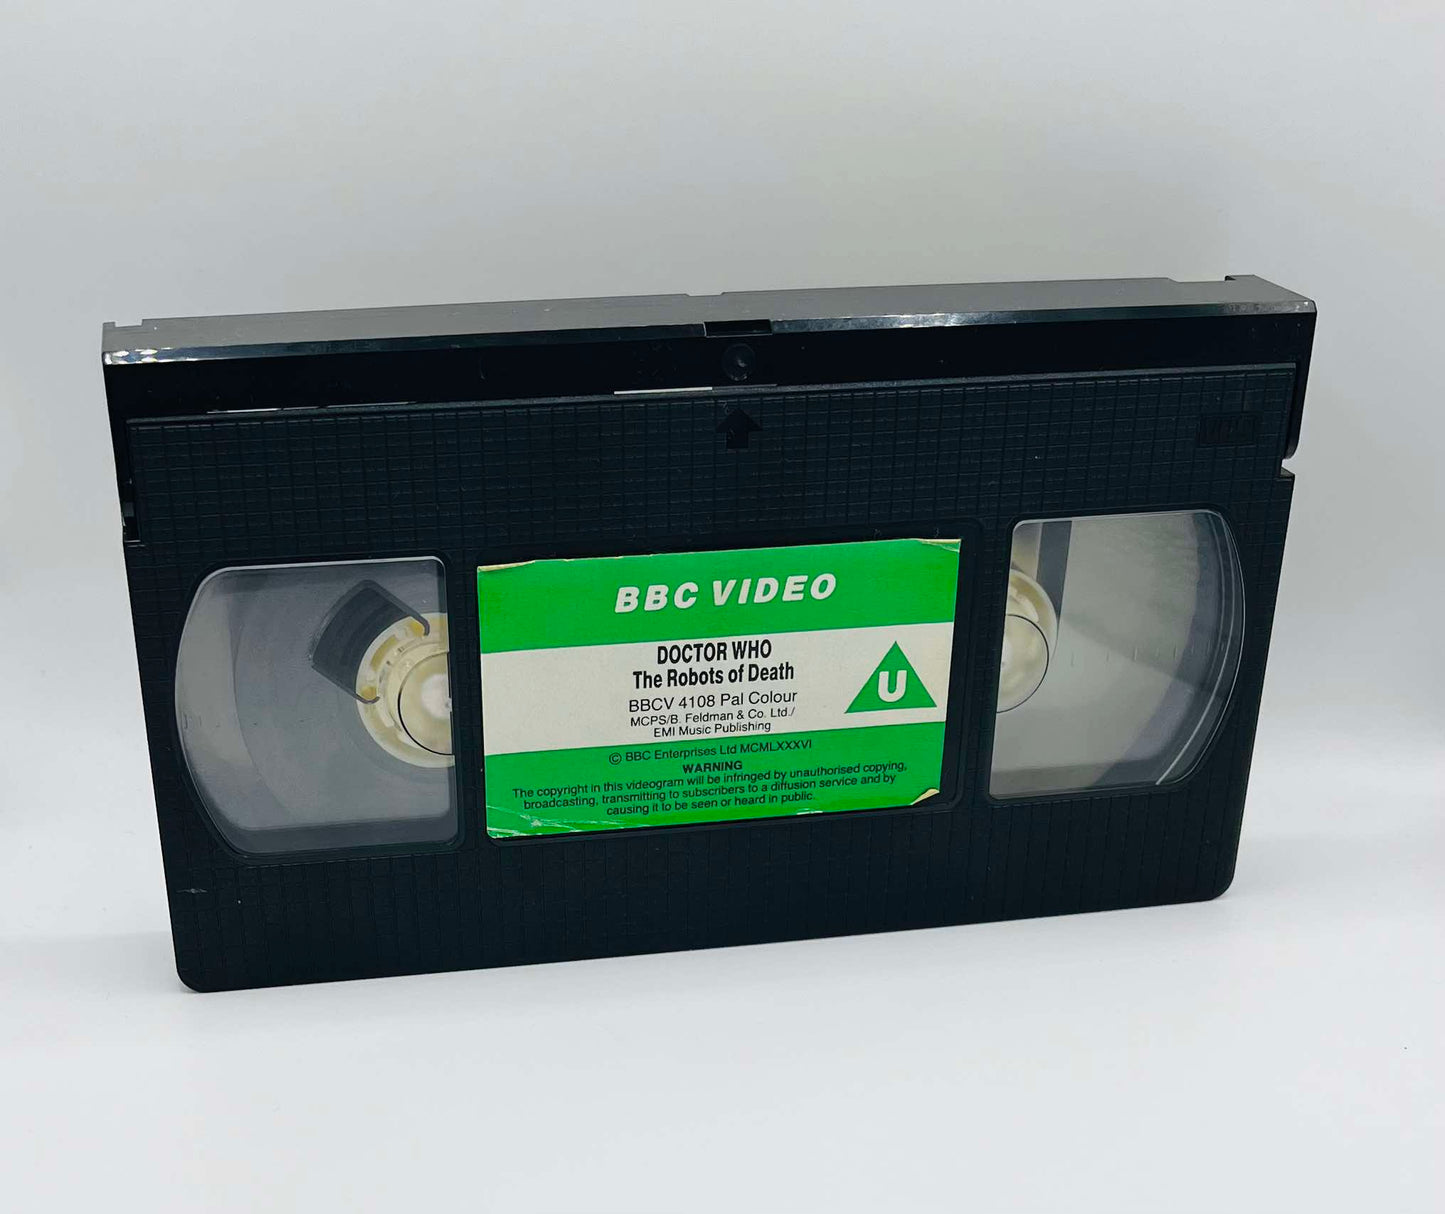 BBC VIDEO
DOCTOR WHO
The Robots of Death
BBCV 4108 Pal Colour
MCPS/B. Feldman & Co. Ltd./
EMI Music Publishing
U
© BBC Enterprises Ltd MCMLXXXVI
WARNING
The copyright in this videogram will be infringed by unauthorised copying,
broadcasting, transmitting to subscribers to a diffusion service and by
causing it to be seen or heard in public.